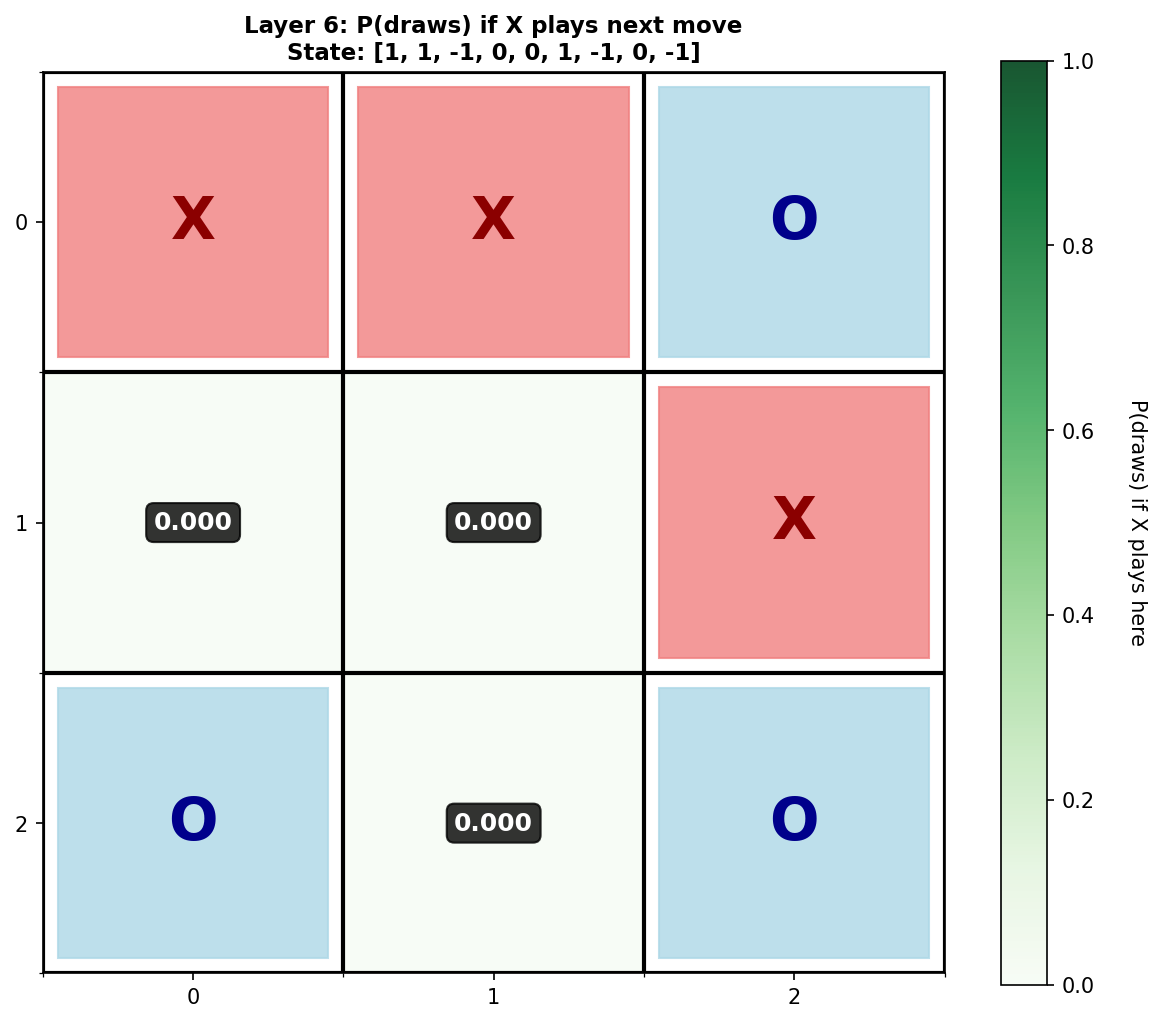 Layer 6: P(draws) if X plays next move
State: [1, 1, -1, 0, 0, 1, -1, 0, -1]
X
X
O
0
0.000
0.000
X
1
O
0.000
O
2
0
1
2
1.0
0.8
0.6
0.4
0.2
0.0
P(draws) if X plays here